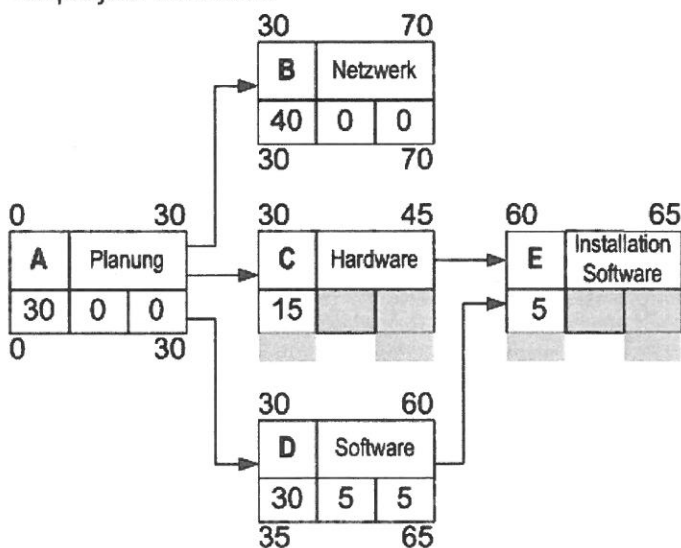 30 70
B Netzwerk
40 0 0
30 70
0 30
A Planung
30 0 0
0 30
30 45
C Hardware
15
60 65
E Installation
Software
5
30 60
D Software
30 5 5
35 65